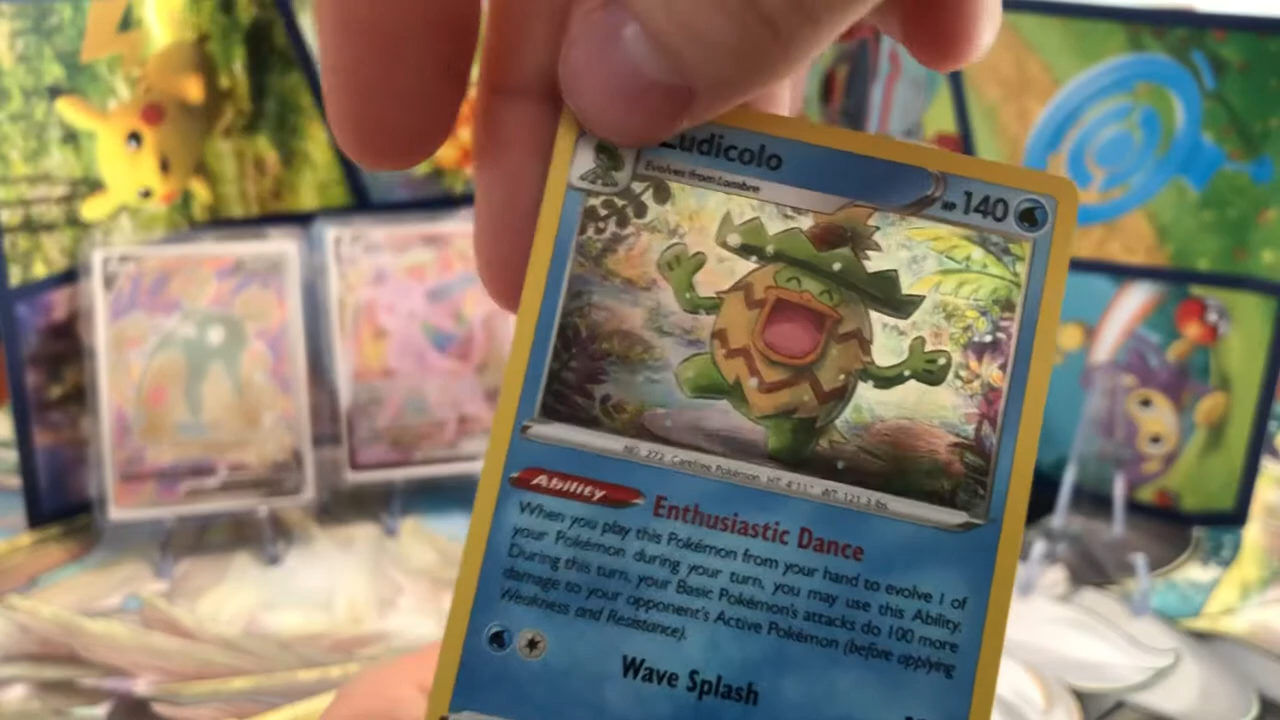 Ludicolo
Evolves from Lombre
HP 140
NO. 272 Carefree Pokémon HT: 4'11" WT: 121.3 lbs.
Ability Enthusiastic Dance
When you play this Pokémon from your hand to evolve 1 of
your Pokémon during your turn, you may use this Ability.
During this turn, your Basic Pokémon's attacks do 100 more
damage to your opponent's Active Pokémon (before applying
Weakness and Resistance).
Wave Splash